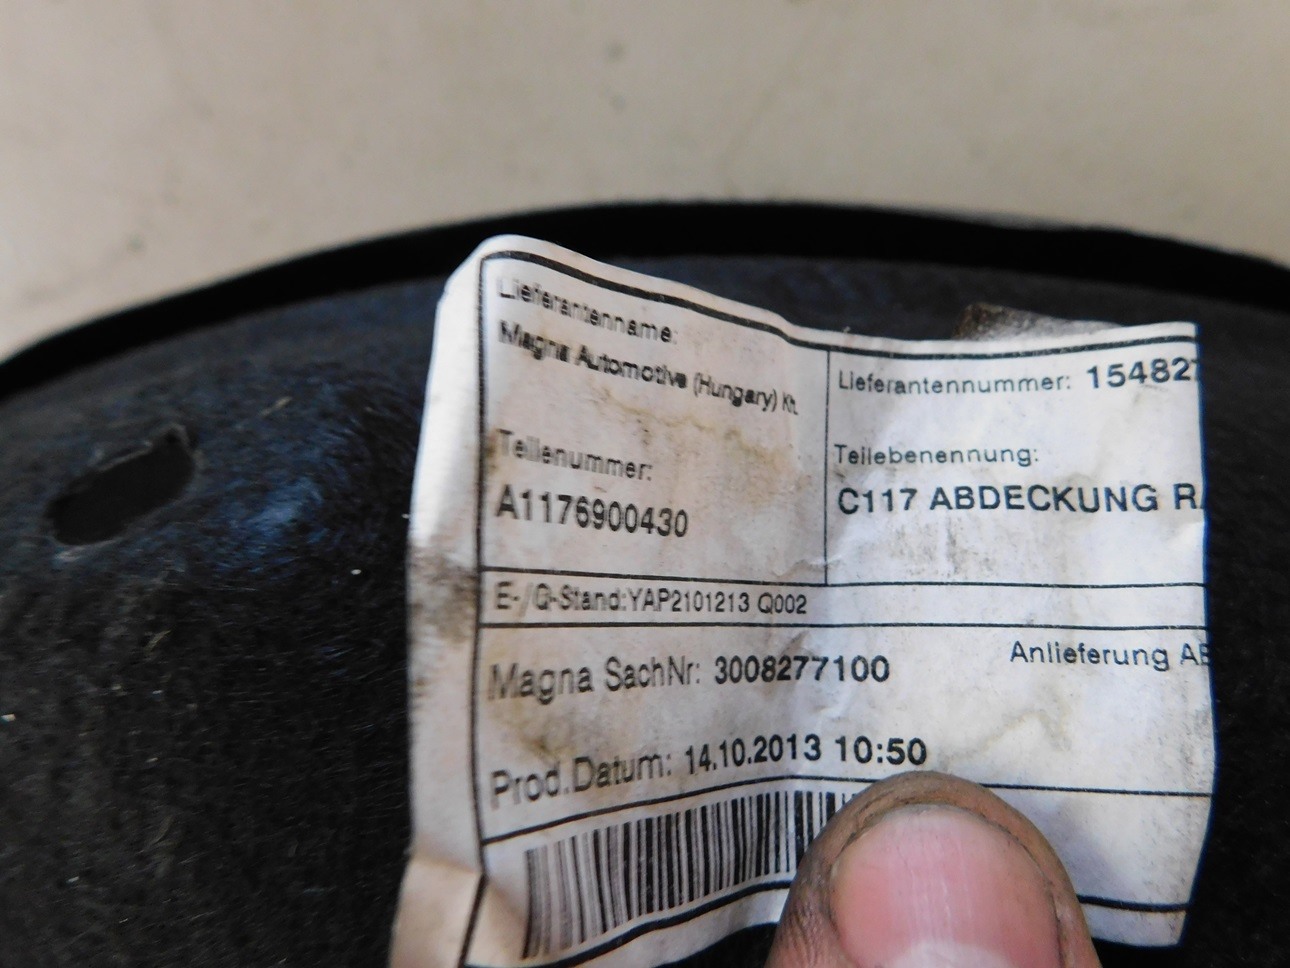 Lieferantenname:
Magna Automotive (Hungary) Kft.
Lieferantennummer: 154827
Teilenummer:
A1176900430
Teilebenennung:
C117 ABDECKUNG
E-/Q-Stand:YAP2101213 Q002
Magna SachNr: 3008277100
Anlieferung
Prod.Datum: 14.10.2013 10:50